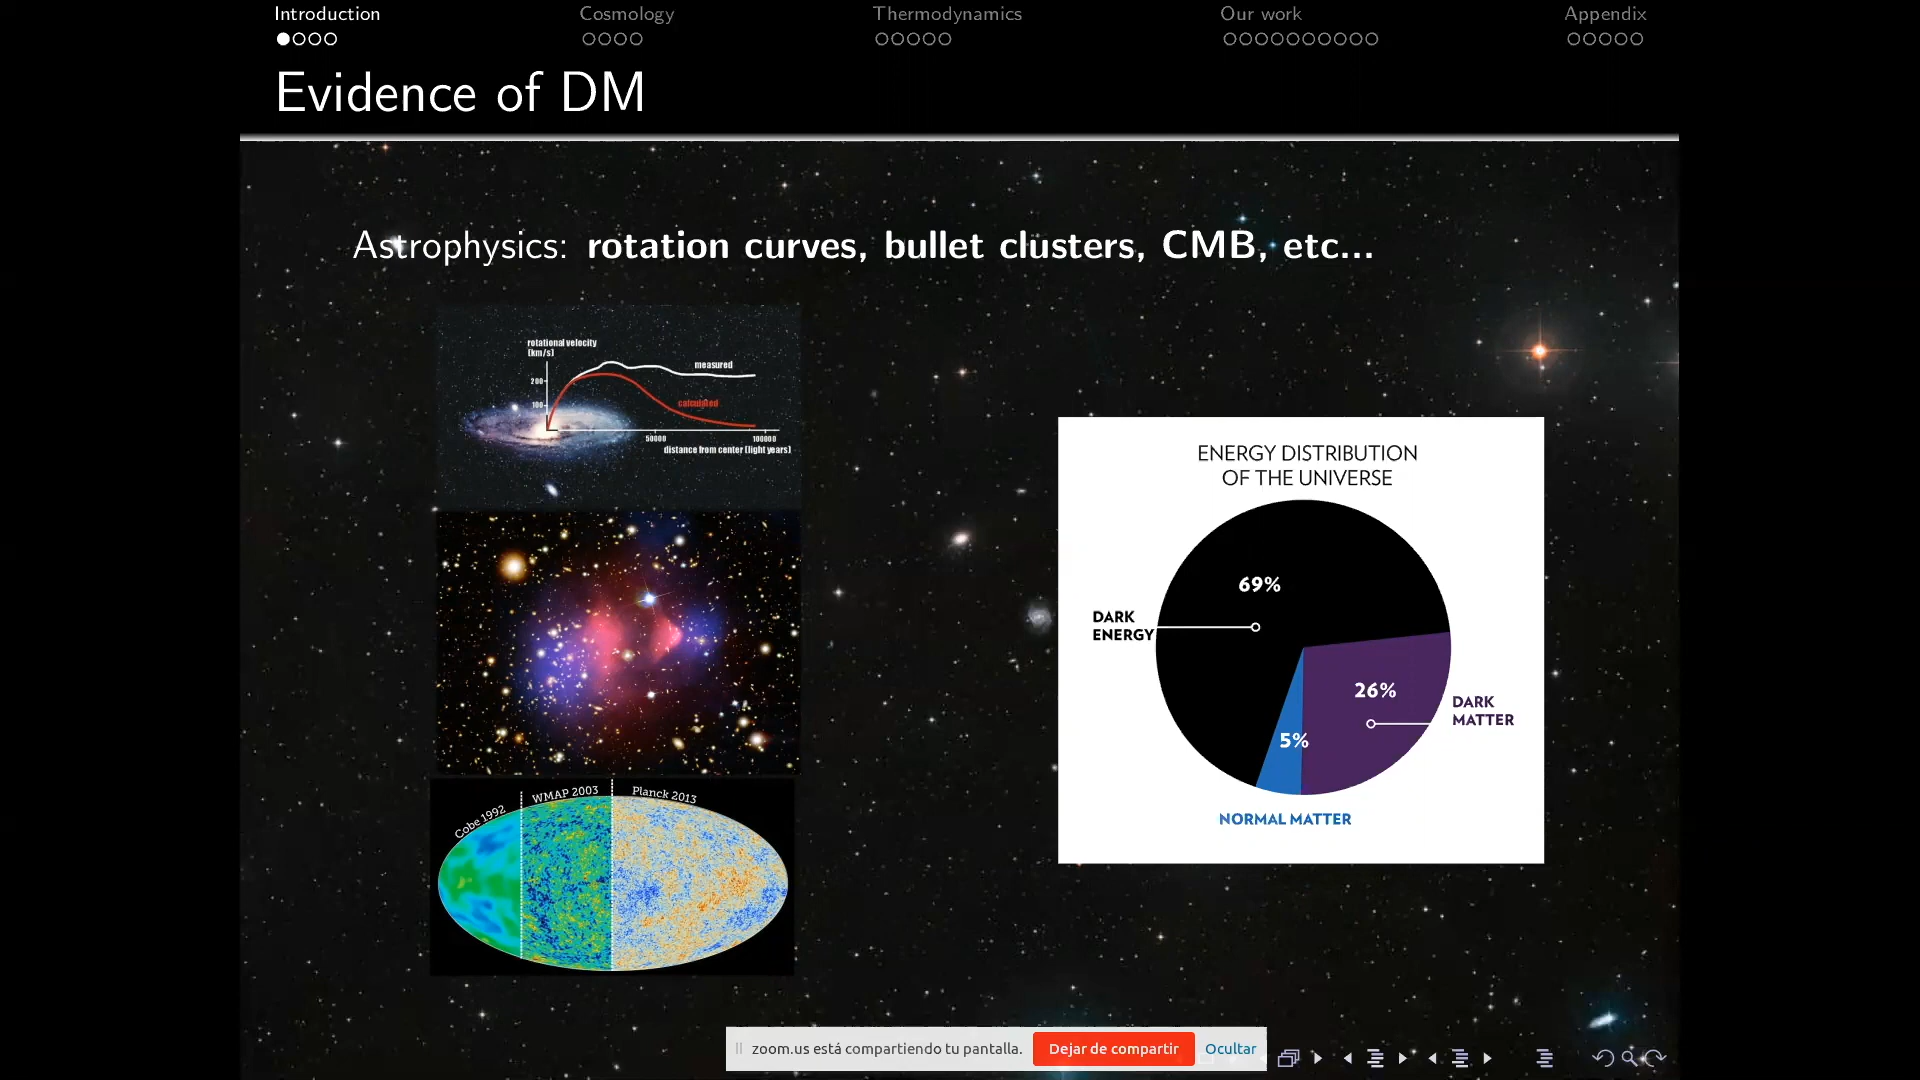 Introduction
Cosmology
Thermodynamics
Our work
Appendix
Evidence of DM
Astrophysics: rotation curves, bullet clusters, CMB, etc...
rotational velocity
(km/s)
measured
200
calculated
100
50000
100000
distance from center (light years)
Cobe 1992
WMAP 2003
Planck 2013
ENERGY DISTRIBUTION
OF THE UNIVERSE
69%
DARK
ENERGY
26%
DARK
MATTER
5%
NORMAL MATTER
zoom.us está compartiendo tu pantalla.
Dejar de compartir
Ocultar